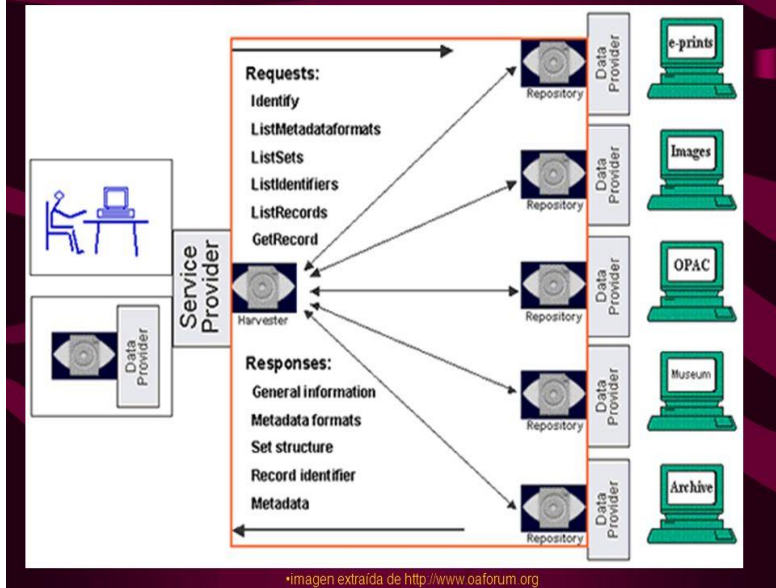 Requests:
Identify
ListMetadataformats
ListSets
ListIdentifiers
ListRecords
GetRecord
Service
Provider
Data
Provider
Harvester
Responses:
General information
Metadata formats
Set structure
Record identifier
Metadata
Repository
Data
Provider
e-prints
Repository
Data
Provider
Images
Repository
Data
Provider
OPAC
Repository
Data
Provider
Museum
Repository
Data
Provider
Archive
•imagen extraída de http://www.oaforum.org